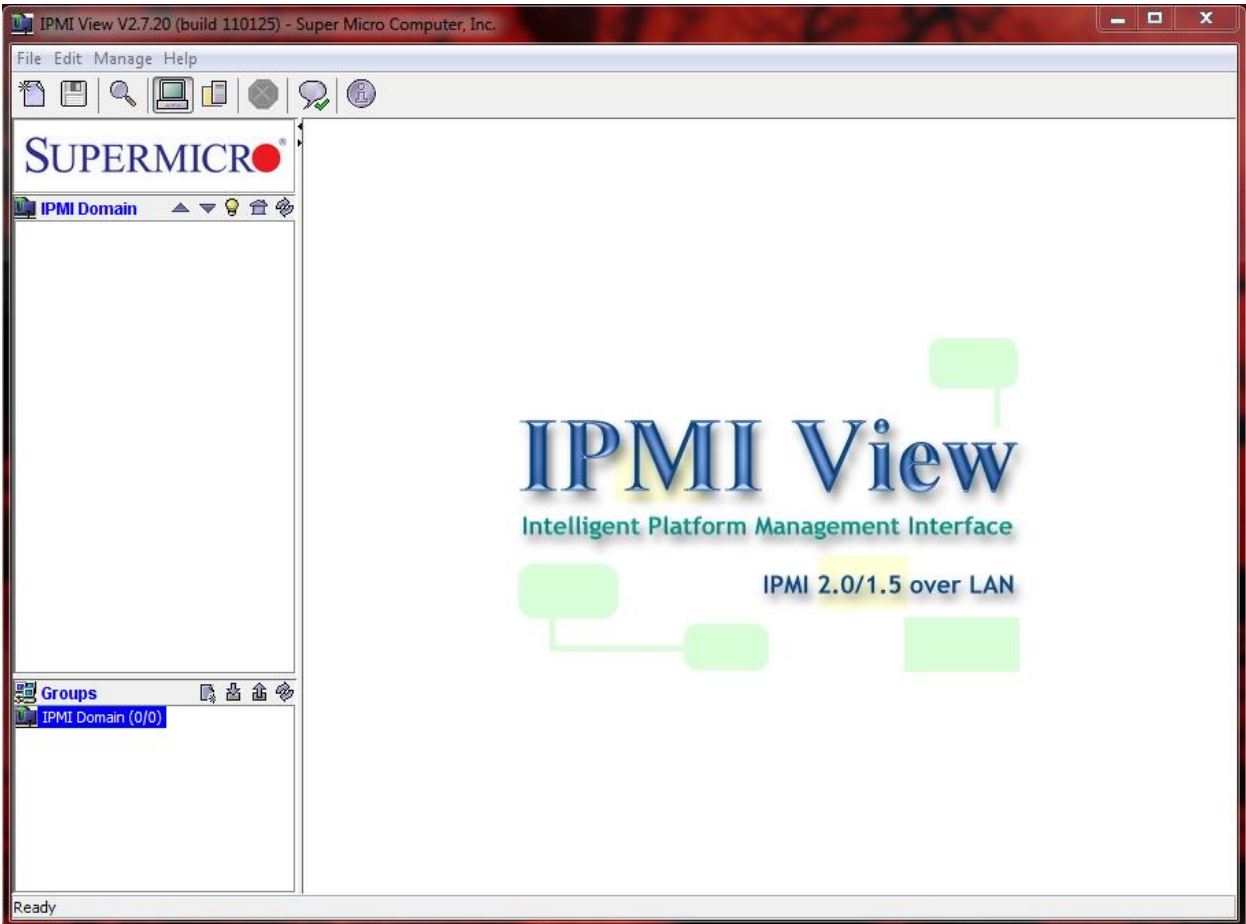 IPMI View V2.7.20 (build 110125) - Super Micro Computer, Inc.
File Edit Manage Help
SUPERMICRO®
IPMI Domain
IPMI View
Intelligent Platform Management Interface
IPMI 2.0/1.5 over LAN
Groups
IPMI Domain (0/0)
Ready